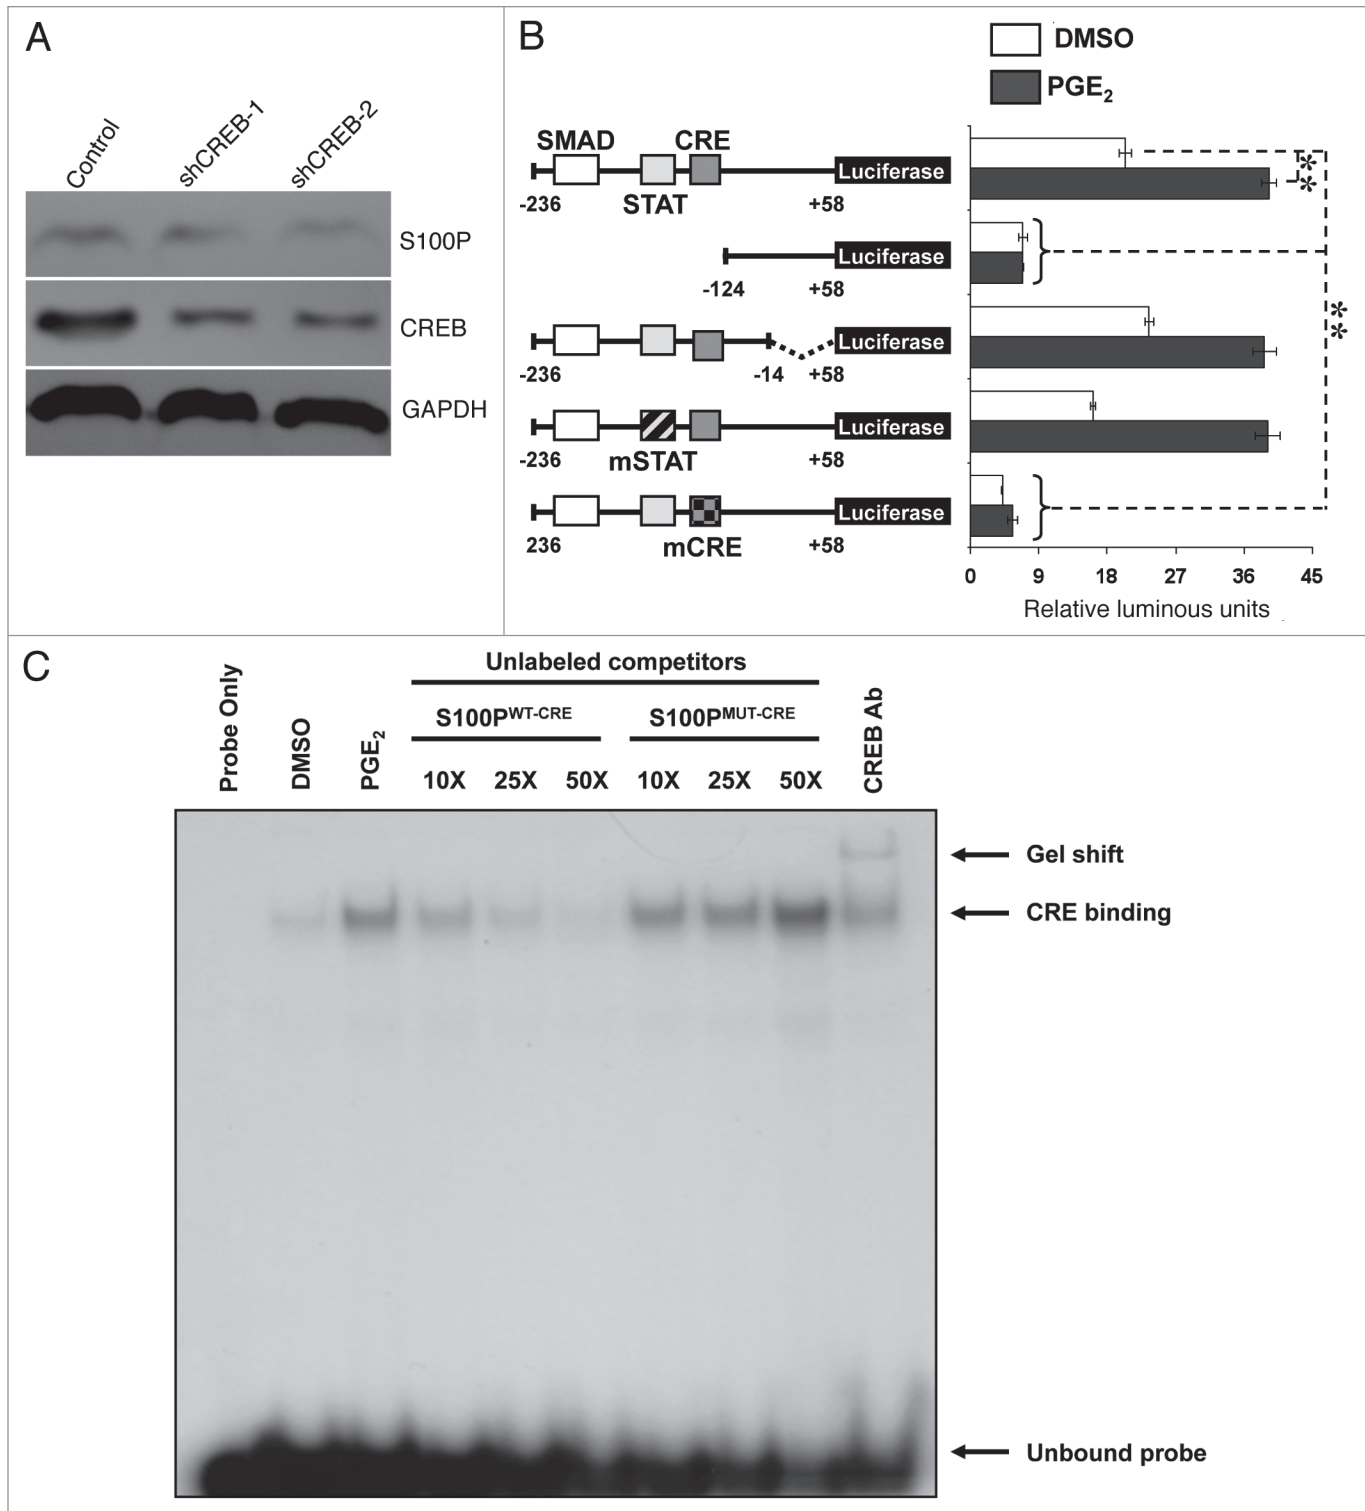 A
Control
shCREB-1
shCREB-2
S100P
CREB
GAPDH
B
DMSO
PGE2
SMAD
CRE
Luciferase
-236
STAT
+58
**
Luciferase
-124
+58
Luciferase
-236
-14
+58
**
Luciferase
-236
mSTAT
+58
Luciferase
236
mCRE
+58
0 9 18 27 36 45
Relative luminous units
C
Unlabeled competitors
Probe Only
DMSO
PGE2
S100PWT-CRE
S100PMUT-CRE
CREB Ab
10X 25X 50X 10X 25X 50X
Gel shift
CRE binding
Unbound probe